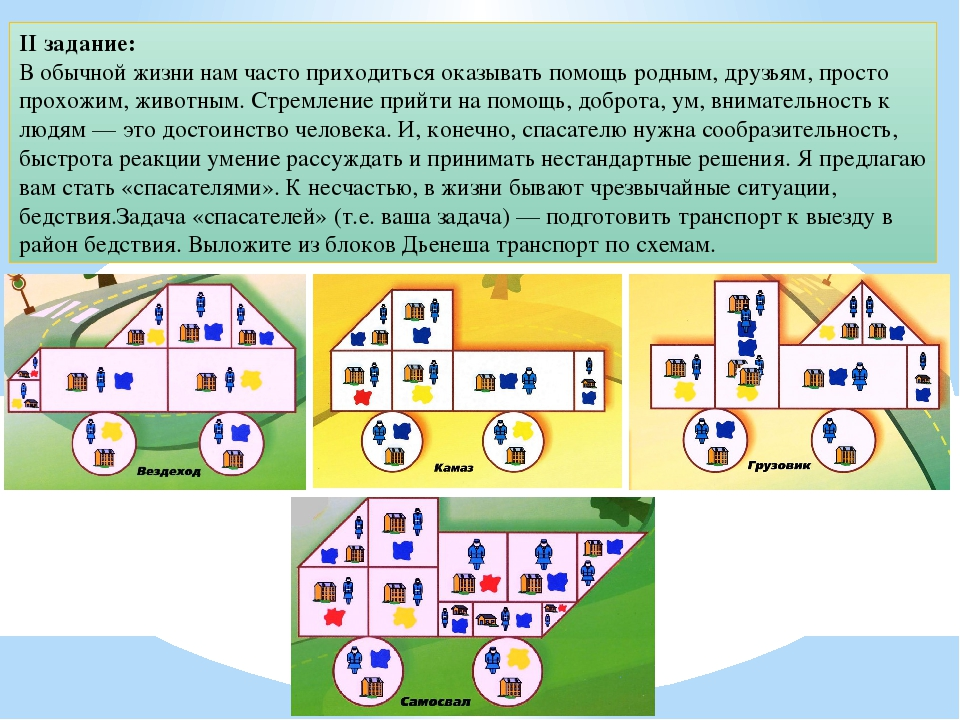 II задание:
В обычной жизни нам часто приходиться оказывать помощь родным, друзьям, просто
прохожим, животным. Стремление прийти на помощь, доброта, ум, внимательность к
людям — это достоинство человека. И, конечно, спасателю нужна сообразительность,
быстрота реакции умение рассуждать и принимать нестандартные решения. Я предлагаю
вам стать «спасателями». К несчастью, в жизни бывают чрезвычайные ситуации,
бедствия.Задача «спасателей» (т.е. ваша задача) — подготовить транспорт к выезду в
район бедствия. Выложите из блоков Дьенеша транспорт по схемам.
Вездеход
Камаз
Грузовик
Самосвал